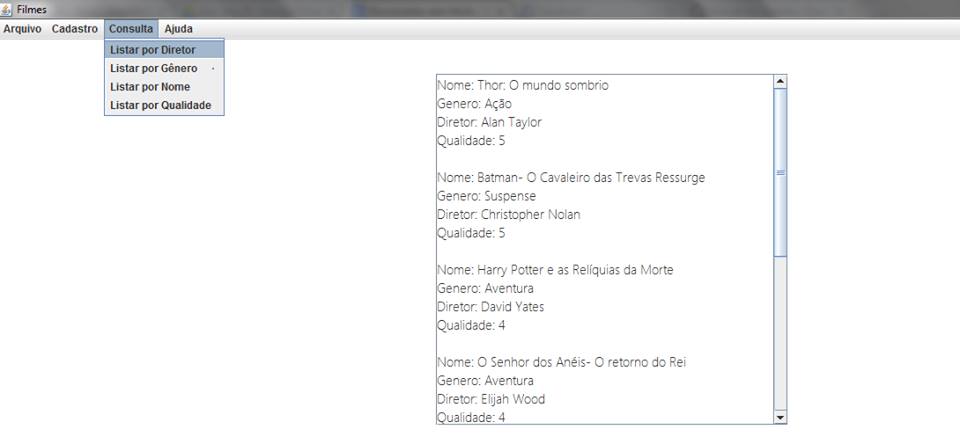 Filmes
Arquivo Cadastro Consulta Ajuda
Listar por Diretor
Listar por Gênero
Listar por Nome
Listar por Qualidade
Nome: Thor: O mundo sombrio
Genero: Ação
Diretor: Alan Taylor
Qualidade: 5
Nome: Batman- O Cavaleiro das Trevas Ressurge
Genero: Suspense
Diretor: Christopher Nolan
Qualidade: 5
Nome: Harry Potter e as Relíquias da Morte
Genero: Aventura
Diretor: David Yates
Qualidade: 4
Nome: O Senhor dos Anéis- O retorno do Rei
Genero: Aventura
Diretor: Elijah Wood
Qualidade: 4